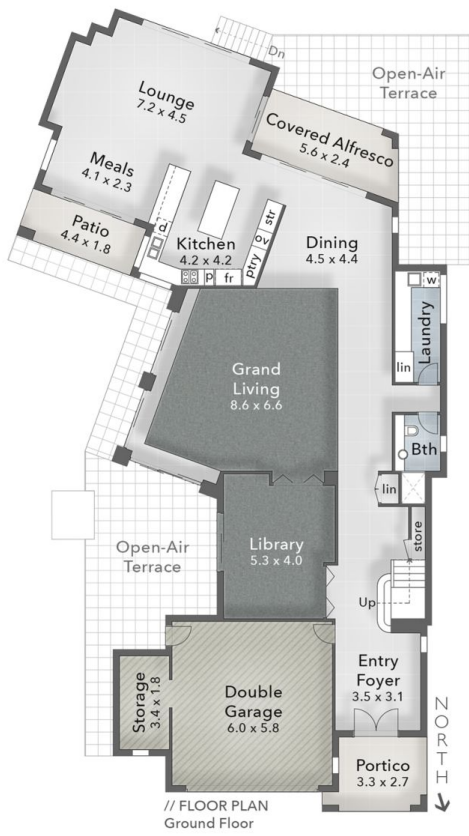 Dn
Open-Air
Terrace
Lounge
7.2 x 4.5
Covered Alfresco
5.6 x 2.4
Meals
4.1 x 2.3
Patio
4.4 x 1.8
d
Kitchen
4.2 x 4.2
p
fr
ptry
o2
str
Dining
4.5 x 4.4
w
Laundry
lin
Grand
Living
8.6 x 6.6
Bth
lin
store
Library
5.3 x 4.0
Open-Air
Terrace
Up
Entry
Foyer
3.5 x 3.1
Storage
3.4 x 1.8
Double
Garage
6.0 x 5.8
Portico
3.3 x 2.7
NORTH
// FLOOR PLAN
Ground Floor